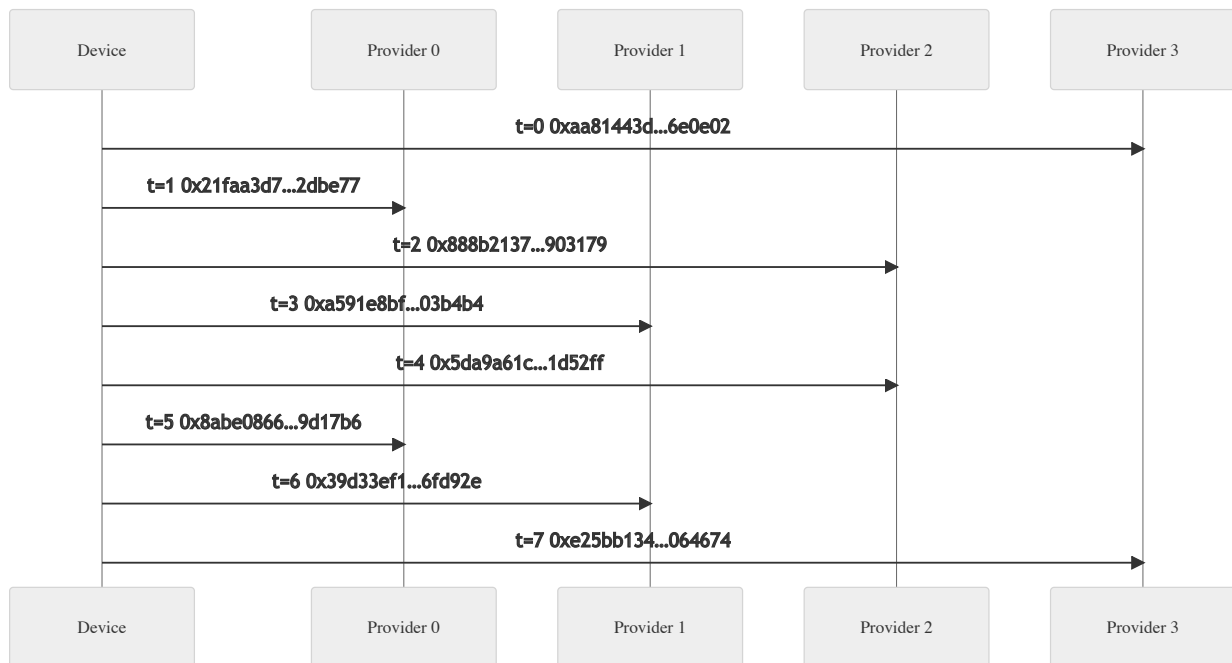 Device Provider 0 Provider 1 Provider 2 Provider 3
t=0 0xaa81443d...6e0e02
t=1 0x21faa3d7...2dbe77
t=2 0x888b2137...903179
t=3 0xa591e8bf...03b4b4
t=4 0x5da9a61c...1d52ff
t=5 0x8abe0866...9d17b6
t=6 0x39d33ef1...6fd92e
t=7 0xe25bb134...064674
Device Provider 0 Provider 1 Provider 2 Provider 3